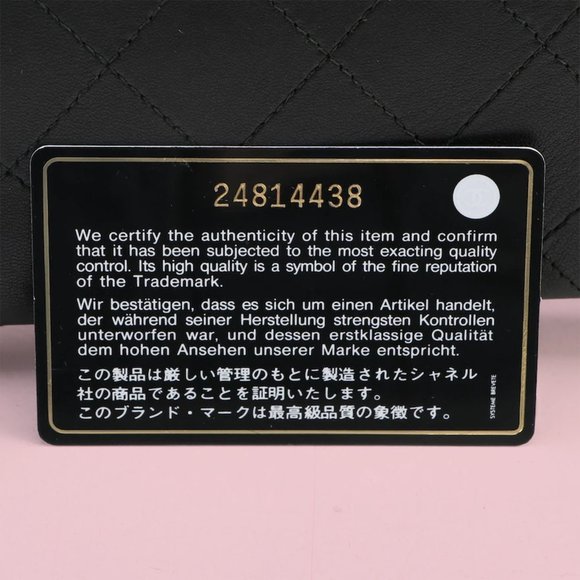 24814438
We certify the authenticity of this item and confirm
that it has been subjected to the most exacting quality
control. Its high quality is a symbol of the fine reputation
of the Trademark.
Wir bestätigen, dass es sich um einen Artikel handelt,
der während seiner Herstellung strengsten Kontrollen
unterworfen war, und dessen erstklassige Qualität
dem hohen Ansehen unserer Marke entspricht.
この製品は厳しい管理のもとに製造されたシャネル
社の商品であることを証明いたします。
このブランド・マークは最高級品質の象徴です。
SYSTEME BREVETE